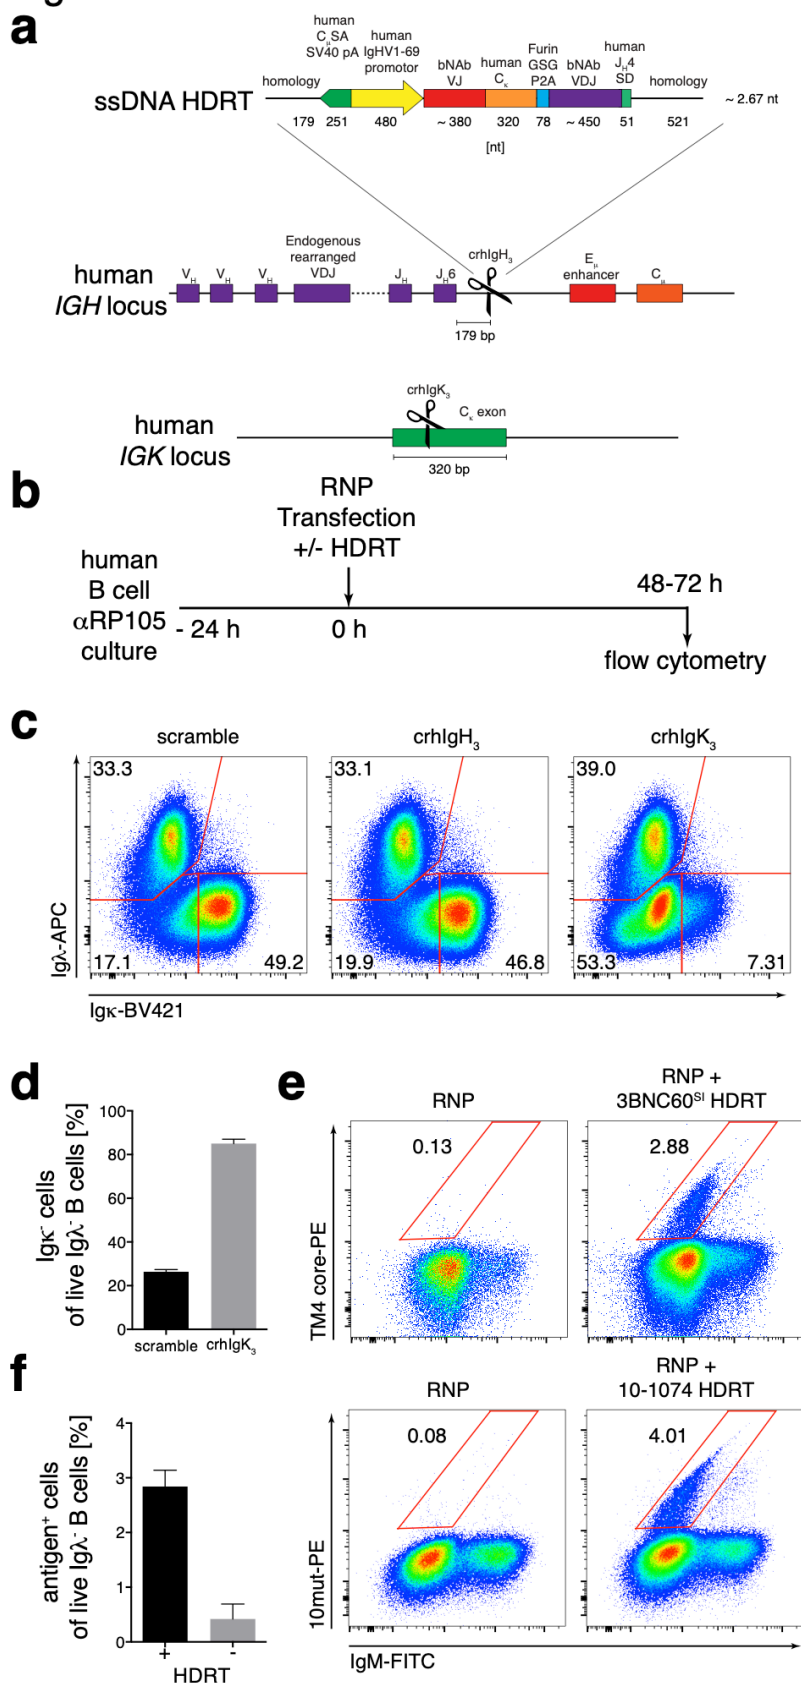 a
human
CμSA
SV40 pA
human
IgHV1-69
promotor
bNAb
VJ
human
Cκ
Furin
GSG
P2A
bNAb
VDJ
human
JH4
SD
homology
homology
ssDNA HDRT
~ 2.67 nt
179 251 480 ~ 380 320 78 ~ 450 51 521
[nt]
Endogenous
rearranged
VDJ
crhIgH3
Eμ
enhancer
Cμ
VH VH VH JH JH6
human
IGH locus
179 bp
crhIgK3
Cκ exon
human
IGK locus
320 bp
b
RNP
Transfection
+/- HDRT
human
B cell
αRP105
culture
- 24 h
0 h
48-72 h
flow cytometry
c
scramble
crhIgH3
crhIgK3
33.3
33.1
39.0
17.1 49.2
19.9 46.8
53.3 7.31
Igλ-APC
Igκ-BV421
d
Igκ- cells
of live Igλ- B cells [%]
100
80
60
40
20
0
scramble crhIgK3
e
RNP
RNP +
3BNC60SI HDRT
0.13
2.88
TM4 core-PE
RNP
RNP +
10-1074 HDRT
0.08
4.01
10mut-PE
IgM-FITC
f
antigen+ cells
of live Igλ- B cells [%]
4
3
2
1
0
+ -
HDRT